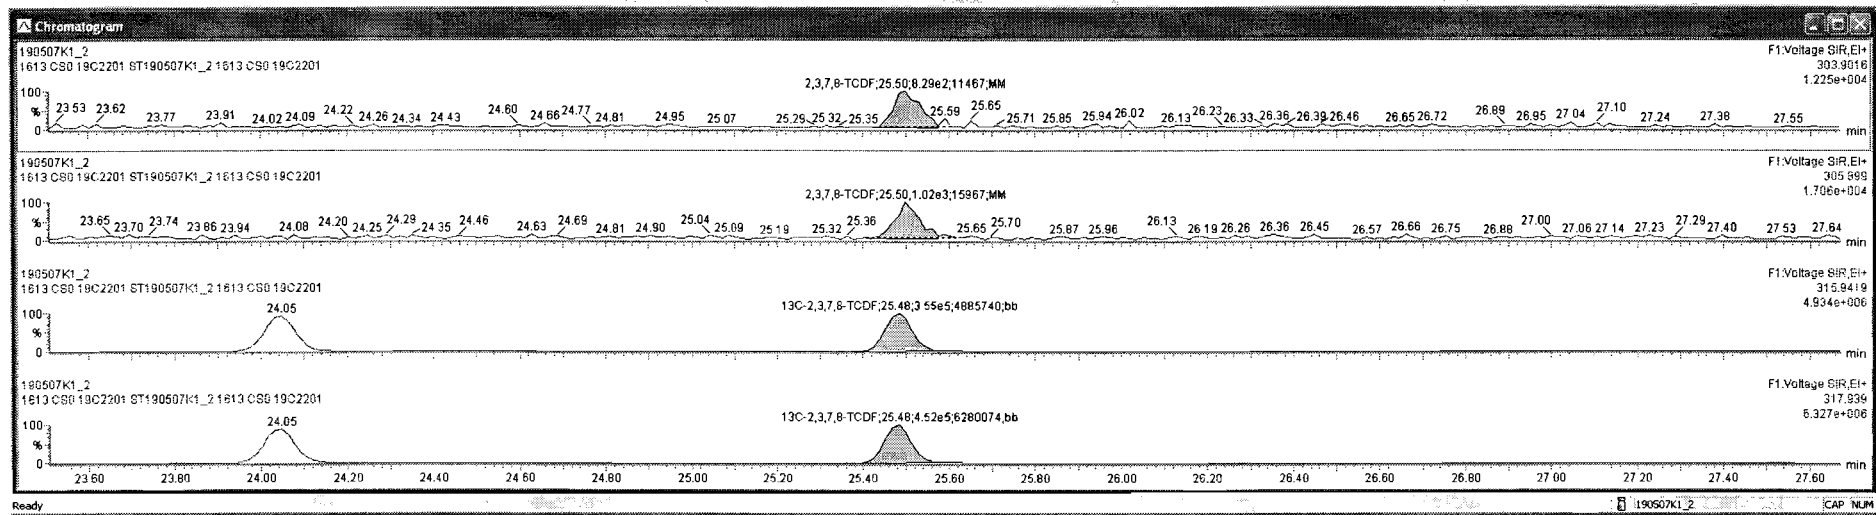 Chromatogram
190507K1_2
1613 CS0 19C2201 ST190507K1_2 1613 CS0 19C2201
F1:Voltage SIR,EI+
303.9016
1.225e+004
2,3,7,8-TCDF;25.50;8.29e2;11467;MM
100
%
0
23.53 23.62 23.77 23.91 24.02 24.09 24.22 24.26 24.34 24.43 24.60 24.66 24.77 24.81 24.95 25.07 25.29 25.32 25.35 25.59 25.65 25.71 25.85 25.94 26.02 26.13 26.23 26.33 26.36 26.39 26.46 26.65 26.72 26.89 26.95 27.04 27.10 27.24 27.38 27.55
min
190507K1_2
1613 CS0 19C2201 ST190507K1_2 1613 CS0 19C2201
F1:Voltage SIR,EI+
305.899
1.706e+004
2,3,7,8-TCDF;25.50;1.02e3;15967;MM
100
%
0
23.65 23.70 23.74 23.86 23.94 24.08 24.20 24.25 24.29 24.35 24.46 24.63 24.69 24.81 24.90 25.04 25.09 25.19 25.32 25.36 25.65 25.70 25.87 25.96 26.13 26.19 26.26 26.36 26.45 26.57 26.66 26.75 26.88 27.00 27.06 27.14 27.23 27.29 27.40 27.53 27.64
min
190507K1_2
1613 CS0 19C2201 ST190507K1_2 1613 CS0 19C2201
F1:Voltage SIR,EI+
315.9419
4.934e+006
24.05
13C-2,3,7,8-TCDF;25.48;3.55e5;4885740;bb
100
%
0
min
190507K1_2
1613 CS0 19C2201 ST190507K1_2 1613 CS0 19C2201
F1:Voltage SIR,EI+
317.939
6.327e+006
24.05
13C-2,3,7,8-TCDF;25.48;4.52e5;6280074;bb
100
%
0
min
23.60 23.80 24.00 24.20 24.40 24.60 24.80 25.00 25.20 25.40 25.60 25.80 26.00 26.20 26.40 26.60 26.80 27.00 27.20 27.40 27.60
Ready
190507K1_2
CAP NUM